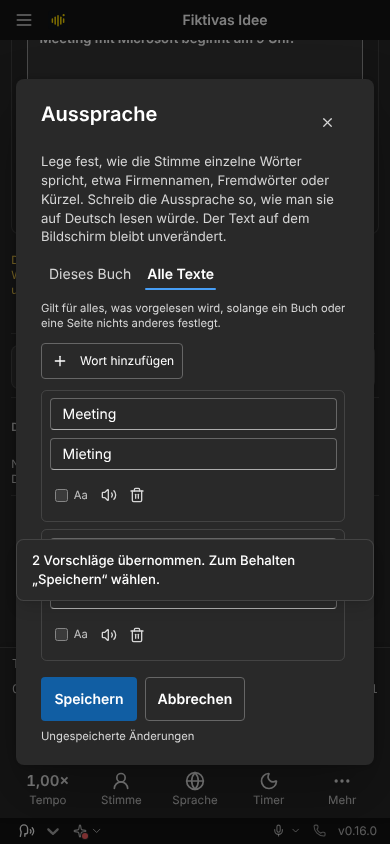 Fiktivas Idee
Meeting mit Microsoft beginnt um 9 Uhr.
Aussprache
Lege fest, wie die Stimme einzelne Wörter
spricht, etwa Firmennamen, Fremdwörter oder
Kürzel. Schreib die Aussprache so, wie man sie
auf Deutsch lesen würde. Der Text auf dem
Bildschirm bleibt unverändert.
Dieses Buch Alle Texte
Gilt für alles, was vorgelesen wird, solange ein Buch oder
eine Seite nichts anderes festlegt.
Wort hinzufügen
Meeting
Mieting
Aa
2 Vorschläge übernommen. Zum Behalten
„Speichern“ wählen.
Aa
Speichern Abbrechen
Ungespeicherte Änderungen
1,00×
Tempo Stimme Sprache Timer Mehr
v0.16.0